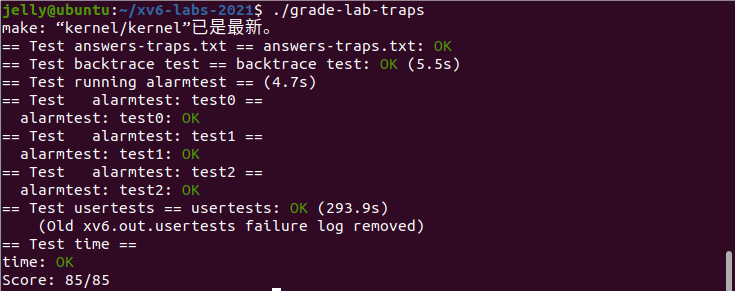 jelly@ubuntu:~/xv6-labs-2021$ ./grade-lab-traps
make: “kernel/kernel”已是最新。
== Test answers-traps.txt == answers-traps.txt: OK
== Test backtrace test == backtrace test: OK (5.5s)
== Test running alarmtest == (4.7s)
== Test   alarmtest: test0 ==
  alarmtest: test0: OK
== Test   alarmtest: test1 ==
  alarmtest: test1: OK
== Test   alarmtest: test2 ==
  alarmtest: test2: OK
== Test usertests == usertests: OK (293.9s)
    (Old xv6.out.usertests failure log removed)
== Test time ==
time: OK
Score: 85/85